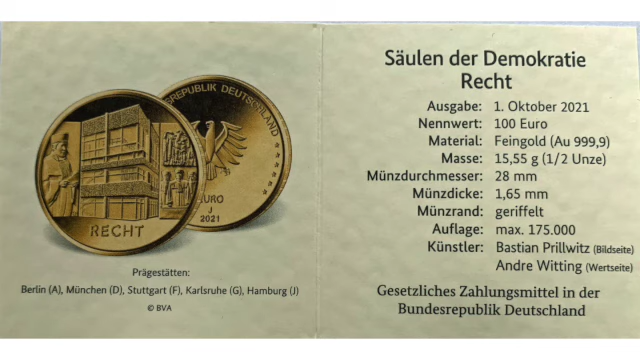 REPUBLIK DEUTSCHLAND
EURO
J
2021
RECHT
Prägestätten:
Berlin (A), München (D), Stuttgart (F), Karlsruhe (G), Hamburg (J)
© BVA
Säulen der Demokratie
Recht
Ausgabe: 1. Oktober 2021
Nennwert: 100 Euro
Material: Feingold (Au 999,9)
Masse: 15,55 g (1/2 Unze)
Münzdurchmesser: 28 mm
Münzdicke: 1,65 mm
Münzrand: geriffelt
Auflage: max. 175.000
Künstler: Bastian Prillwitz (Bildseite)
Andre Witting (Wertseite)
Gesetzliches Zahlungsmittel in der
Bundesrepublik Deutschland